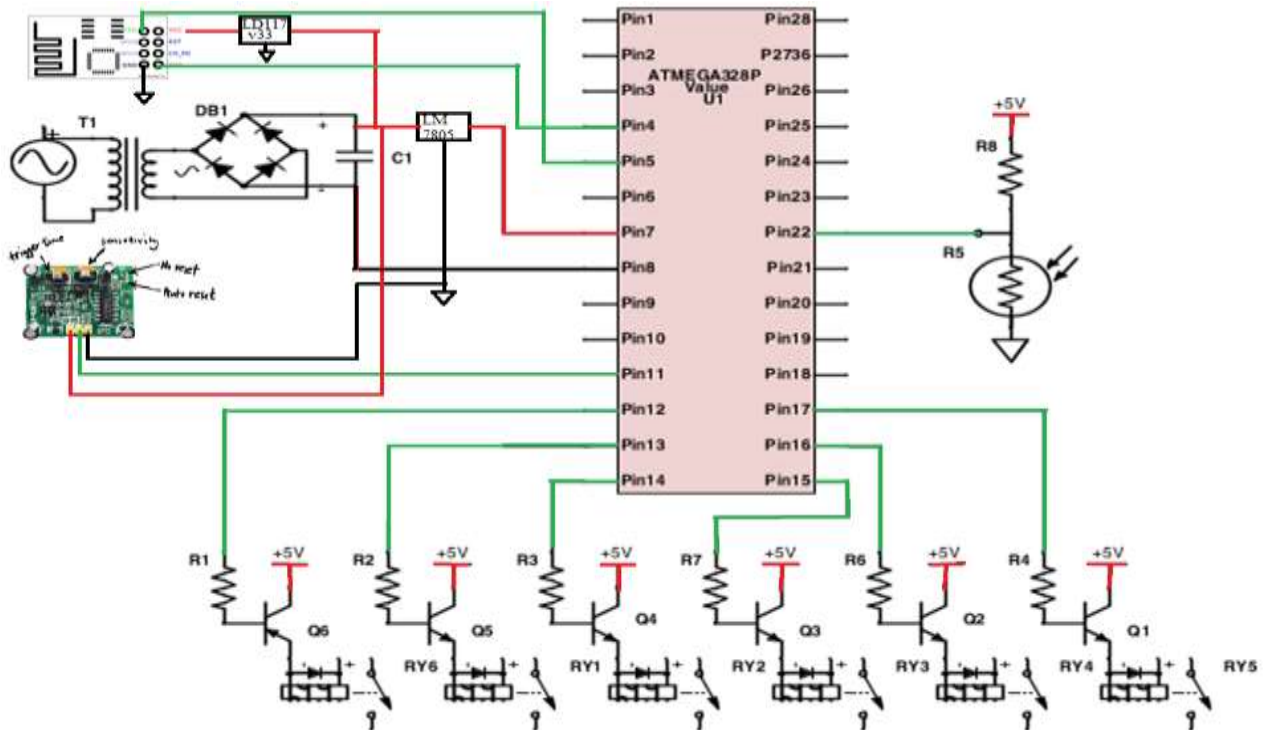 LD117
v33
DB1
T1
+
+
-
C1
LM
7805
trigger time
sensitivity
No reset
Auto reset
ATMEGA328P
Value
U1
Pin1
Pin2
Pin3
Pin4
Pin5
Pin6
Pin7
Pin8
Pin9
Pin10
Pin11
Pin12
Pin13
Pin14
Pin28
P2736
Pin26
Pin25
Pin24
Pin23
Pin22
Pin21
Pin20
Pin19
Pin18
Pin17
Pin16
Pin15
+5V
R8
R5
R1
+5V
R2
+5V
R3
+5V
R7
+5V
R6
+5V
R4
+5V
Q6
Q5
Q4
Q3
Q2
Q1
RY6
RY1
RY2
RY3
RY4
RY5